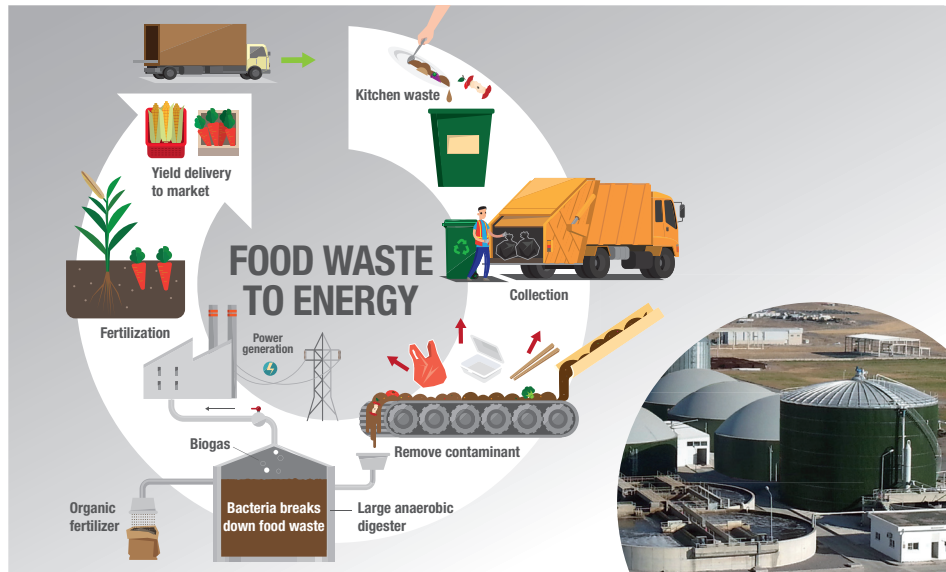 Kitchen waste
Yield delivery
to market
FOOD WASTE
TO ENERGY
Collection
Fertilization
Power
generation
Remove contaminant
Biogas
Bacteria breaks
down food waste
Large anaerobic
digester
Organic
fertilizer